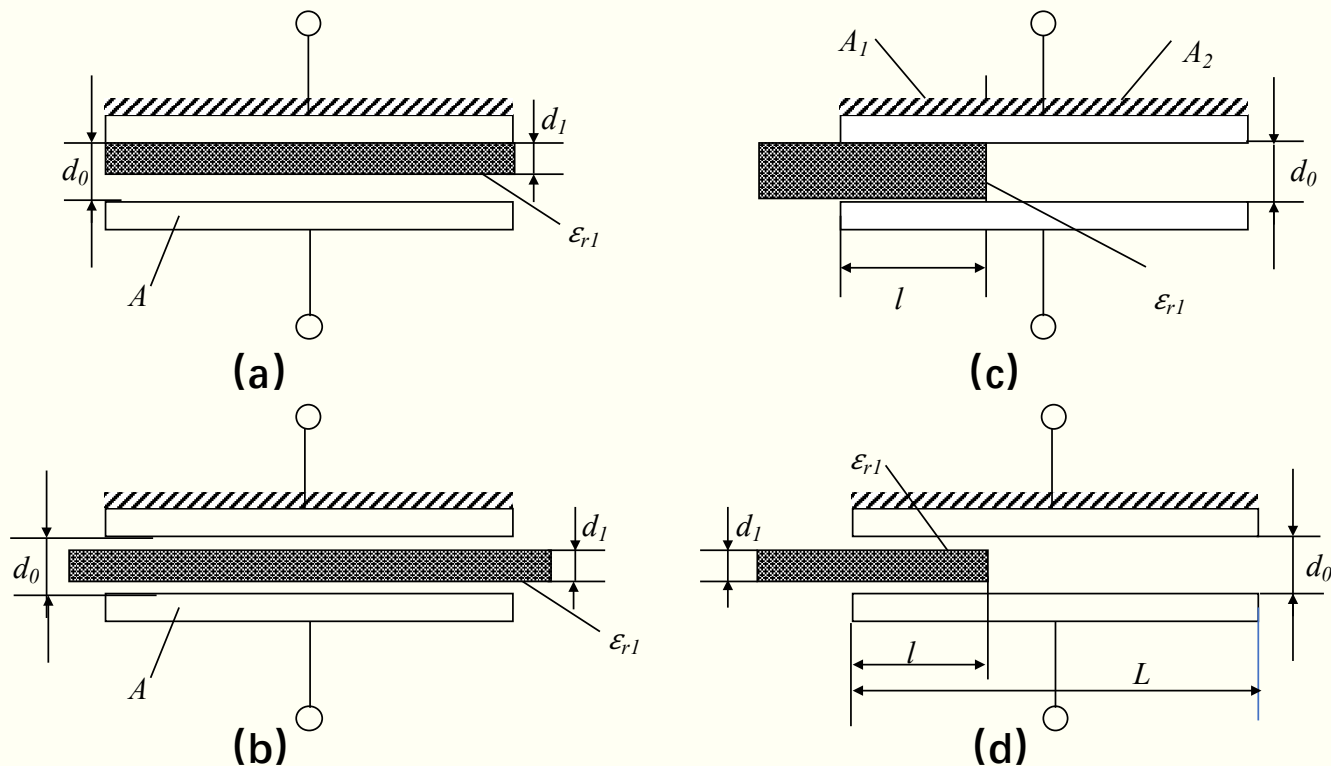 A₁
A₂
d₁
d₀
d₀
εᵣ₁
A
l
εᵣ₁
(a)
(c)
εᵣ₁
d₁
d₁
d₀
d₀
εᵣ₁
A
l
L
(b)
(d)